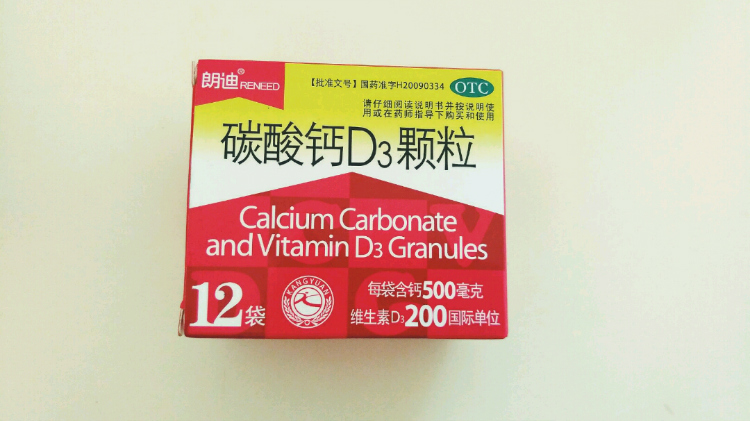 朗迪®
RENEED
【批准文号】国药准字H20090334
OTC
请仔细阅读说明书并按说明使
用或在药师指导下购买和使用
碳酸钙D3颗粒
Calcium Carbonate
and Vitamin D3 Granules
12袋
KANGYUAN
每袋含钙500毫克
维生素D3200国际单位